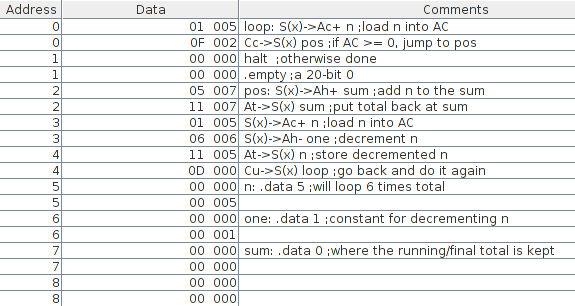 Address Data Comments
0 01 005 loop: S(x)->Ac+ n ;load n into AC
0 0F 002 Cc->S(x) pos ;if AC >= 0, jump to pos
1 00 000 halt ;otherwise done
1 00 000 .empty ;a 20-bit 0
2 05 007 pos: S(x)->Ah+ sum ;add n to the sum
2 11 007 At->S(x) sum ;put total back at sum
3 01 005 S(x)->Ac+ n ;load n into AC
3 06 006 S(x)->Ah- one ;decrement n
4 11 005 At->S(x) n ;store decremented n
4 0D 000 Cu->S(x) loop ;go back and do it again
5 00 000 n: .data 5 ;will loop 6 times total
5 00 005
6 00 000 one: .data 1 ;constant for decrementing n
6 00 001
7 00 000 sum: .data 0 ;where the running/final total is kept
7 00 000
8 00 000
8 00 000